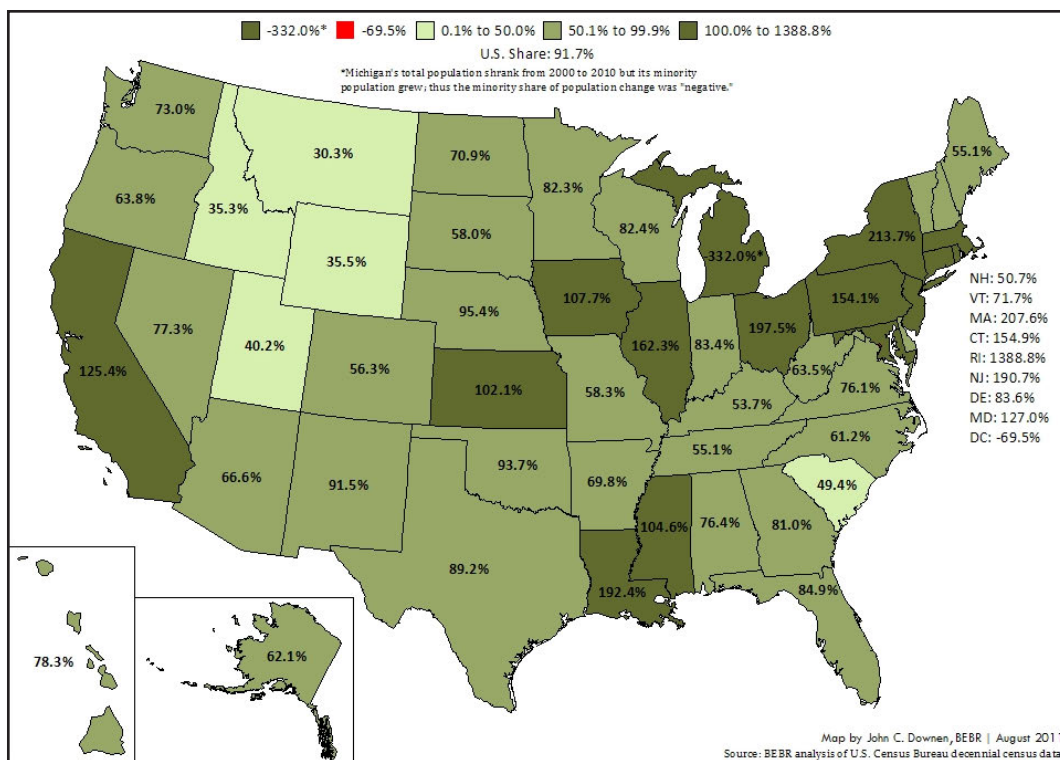 -332.0%* -69.5% 0.1% to 50.0% 50.1% to 99.9% 100.0% to 1388.8%
U.S. Share: 91.7%
*Michigan's total population shrank from 2000 to 2010 but its minority
population grew; thus the minority share of population change was "negative."
73.0%
30.3%
70.9%
55.1%
63.8%
35.3%
82.3%
35.5%
58.0%
82.4%
-332.0%*
213.7%
107.7%
154.1%
95.4%
77.3%
40.2%
162.3%
83.4%
197.5%
125.4%
56.3%
102.1%
58.3%
63.5%
76.1%
53.7%
NH: 50.7%
VT: 71.7%
MA: 207.6%
CT: 154.9%
RI: 1388.8%
NJ: 190.7%
DE: 83.6%
MD: 127.0%
DC: -69.5%
55.1%
61.2%
66.6%
91.5%
93.7%
69.8%
49.4%
104.6%
76.4%
81.0%
89.2%
192.4%
84.9%
78.3%
62.1%
Map by John C. Downen, BEBR | August 2011
Source: BEBR analysis of U.S. Census Bureau decennial census data